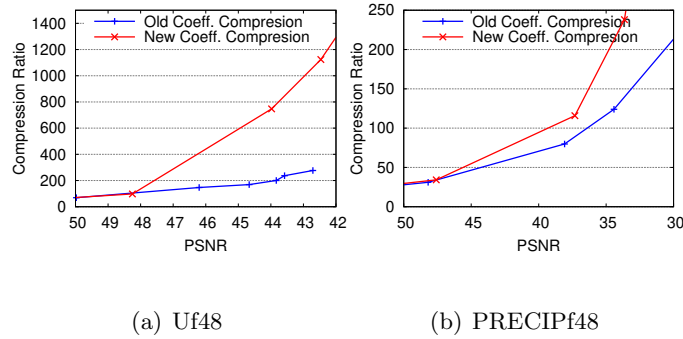 Old Coeff. Compresion
New Coeff. Compresion
Compression Ratio
1400
1200
1000
800
600
400
200
0
50 49 48 47 46 45 44 43 42
PSNR
(a) Uf48
Old Coeff. Compresion
New Coeff. Compresion
Compression Ratio
250
200
150
100
50
0
50 45 40 35 30
PSNR
(b) PRECIPf48